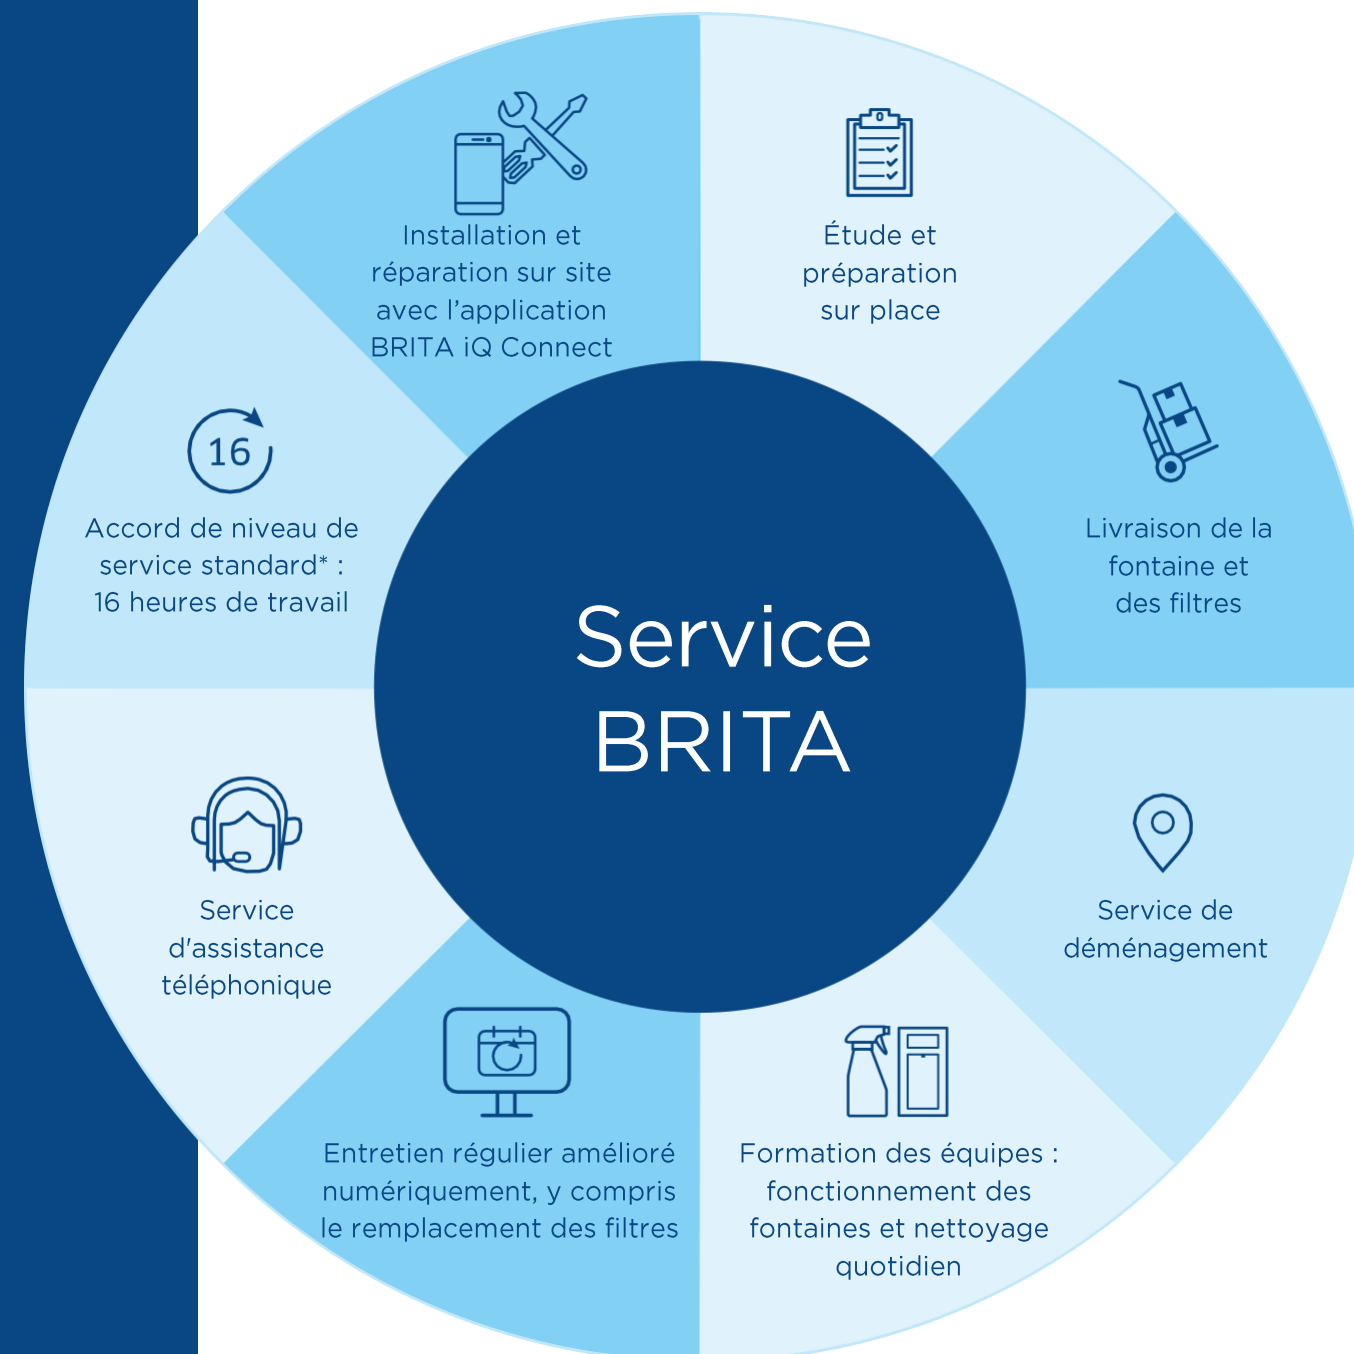 Installation et
réparation sur site
avec l’application
BRITA iQ Connect
Étude et
préparation
sur place
16
Accord de niveau de
service standard* :
16 heures de travail
Livraison de la
fontaine et
des filtres
Service
BRITA
Service
d'assistance
téléphonique
Service de
déménagement
Entretien régulier amélioré
numériquement, y compris
le remplacement des filtres
Formation des équipes :
fonctionnement des
fontaines et nettoyage
quotidien